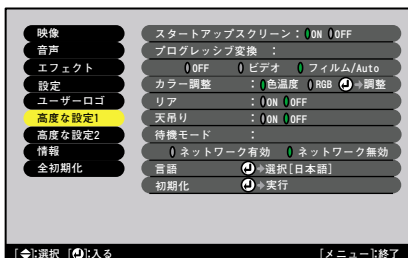 映像
音声
エフェクト
設定
ユーザーロゴ
高度な設定1
高度な設定2
情報
全初期化
スタートアップスクリーン：ON OFF
プログレッシブ変換 ：
OFF ビデオ フィルム/Auto
カラー調整 ：色温度 RGB 調整
リア ：ON OFF
天吊り ：ON OFF
待機モード ：
ネットワーク有効 ネットワーク無効
言語 選択[日本語]
初期化 実行
[ ]:選択 [ ]:入る [メニュー]:終了